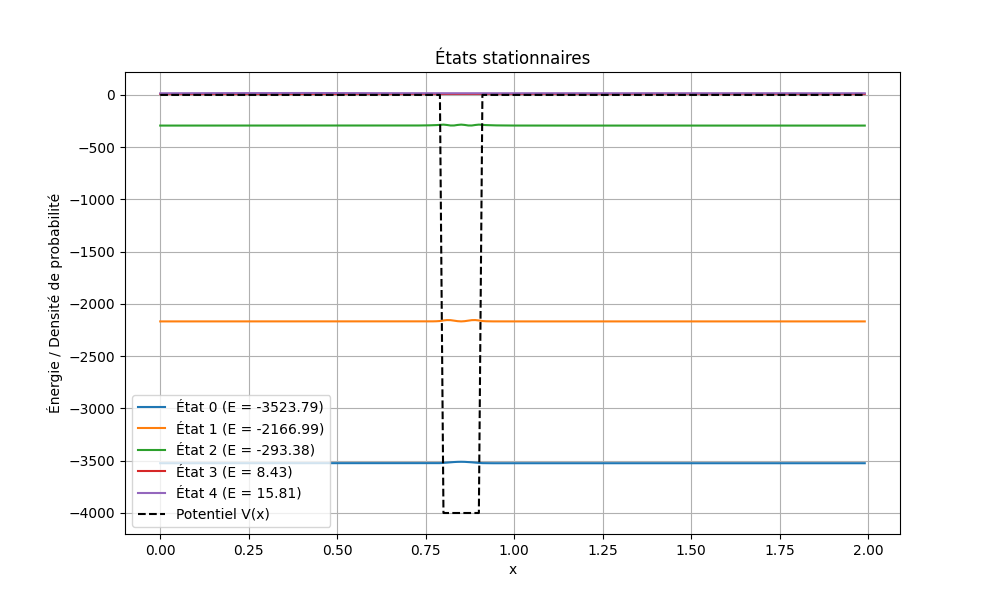 États stationnaires
Énergie / Densité de probabilité
0
−500
−1000
−1500
−2000
−2500
−3000
−3500
−4000
État 0 (E = -3523.79)
État 1 (E = -2166.99)
État 2 (E = -293.38)
État 3 (E = 8.43)
État 4 (E = 15.81)
Potentiel V(x)
0.00 0.25 0.50 0.75 1.00 1.25 1.50 1.75 2.00
x